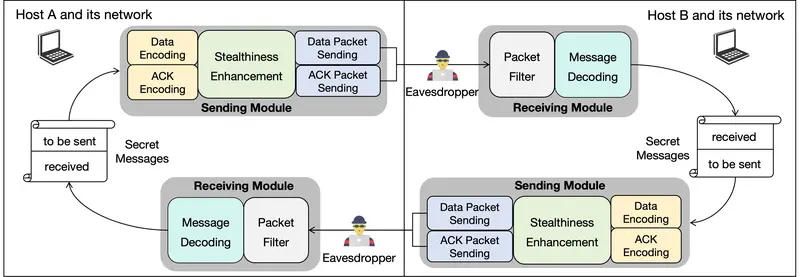 Host A and its network
Host B and its network
Data
Encoding
ACK
Encoding
Stealthiness
Enhancement
Data Packet
Sending
ACK Packet
Sending
Sending Module
Eavesdropper
Packet
Filter
Message
Decoding
Receiving Module
to be sent
received
Secret
Messages
Secret
Messages
received
to be sent
Receiving Module
Message
Decoding
Packet
Filter
Eavesdropper
Sending Module
Data Packet
Sending
ACK Packet
Sending
Stealthiness
Enhancement
Data
Encoding
ACK
Encoding